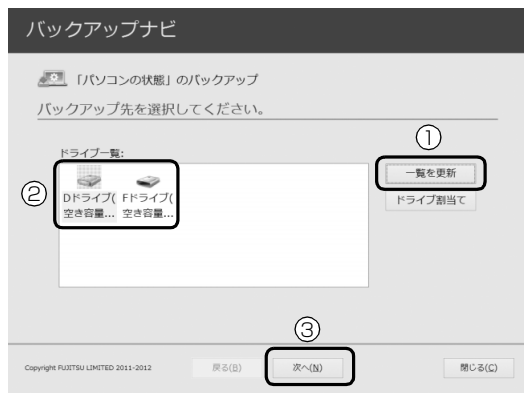 バックアップナビ
「パソコンの状態」のバックアップ
バックアップ先を選択してください。
①
ドライブ一覧:
一覧を更新
②
Dドライブ( Fドライブ(
空き容量... 空き容量...
ドライブ割当て
③
Copyright FUJITSU LIMITED 2011-2012 戻る(B) 次へ(N) 閉じる(C)